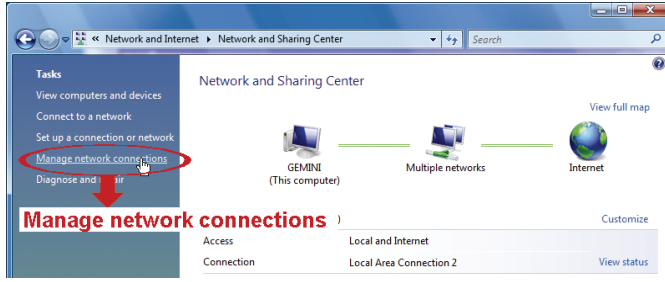 « Network and Internet ▸ Network and Sharing Center
Search
Tasks
View computers and devices
Connect to a network
Set up a connection or network
Manage network connections
Diagnose and
air
Network and Sharing Center
View full map
GEMINI
(This computer)
Multiple networks
Internet
Manage network connections
)
Customize
Access
Local and Internet
Connection
Local Area Connection 2
View status